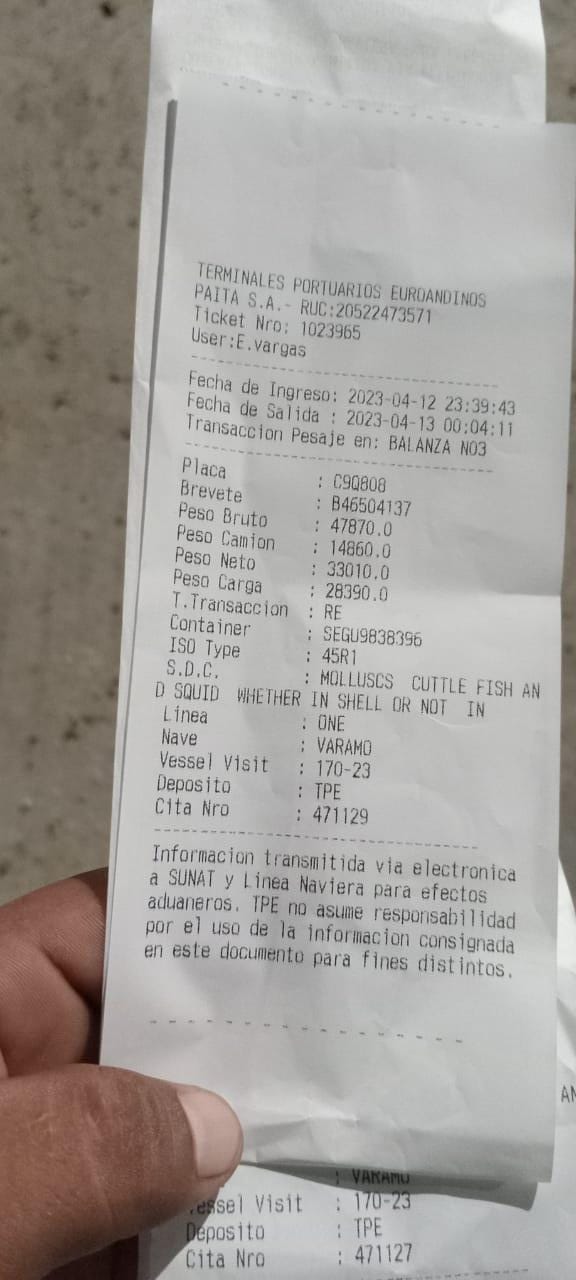 TERMINALES PORTUARIOS EUROANDINOS
PAITA S.A.- RUC:20522473571
Ticket Nro: 1023965
User:E.vargas
Fecha de Ingreso: 2023-04-12 23:39:43
Fecha de Salida : 2023-04-13 00:04:11
Transaccion Pesaje en: BALANZA NO3
Placa : C9Q808
Brevete : B46504137
Peso Bruto : 47870.0
Peso Camion : 14860.0
Peso Neto : 33010.0
Peso Carga : 28390.0
T.Transaccion : RE
Container : SEGU9838396
ISO Type : 45R1
S.D.C. : MOLLUSCS CUTTLE FISH AN
D SQUID WHETHER IN SHELL OR NOT IN
Linea : ONE
Nave : VARAMO
Vessel Visit : 170-23
Deposito : TPE
Cita Nro : 471129
Informacion transmitida via electronica
a SUNAT y Linea Naviera para efectos
aduaneros. TPE no asume responsabilidad
por el uso de la informacion consignada
en este documento para fines distintos.
AN
: VARAMO
Vessel Visit : 170-23
Deposito : TPE
Cita Nro : 471127